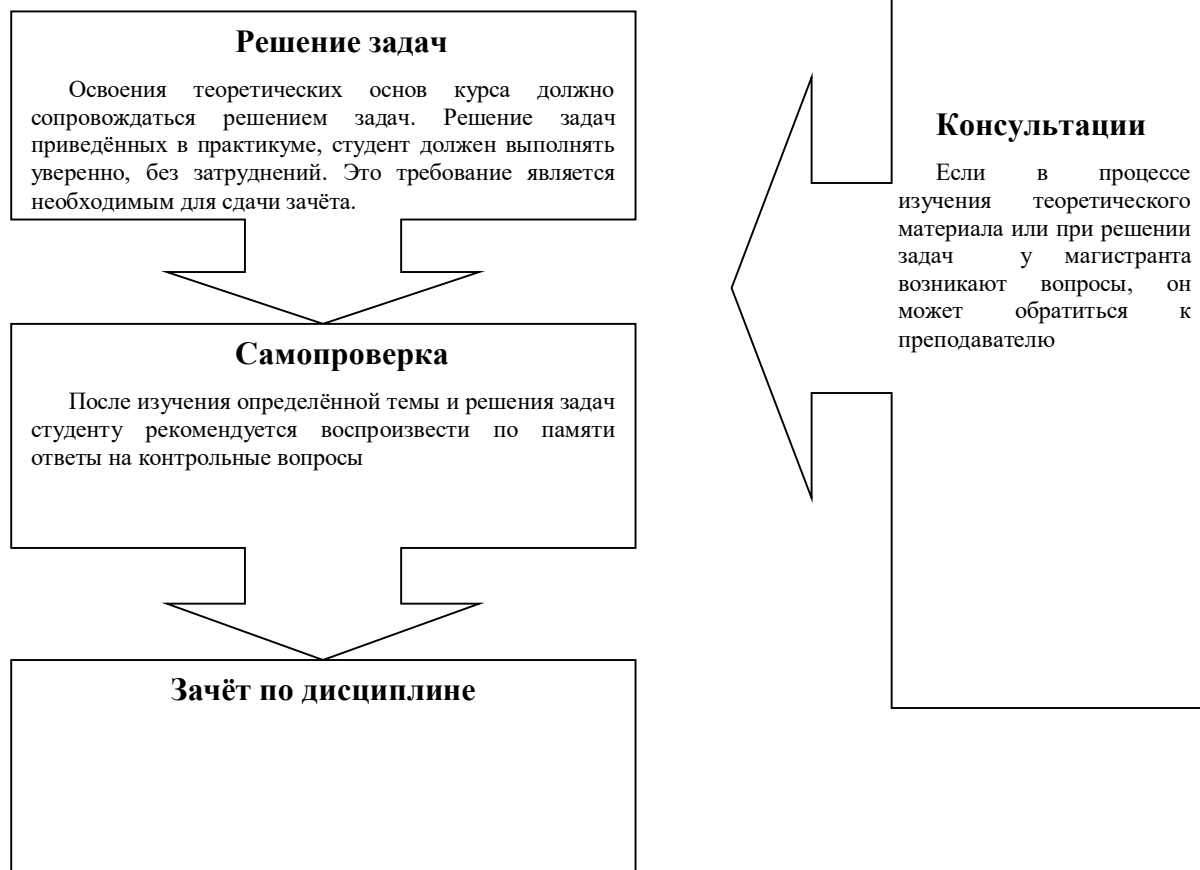 Решение задач
Освоения теоретических основ курса должно
сопровождаться решением задач. Решение задач
приведённых в практикуме, студент должен выполнять
уверенно, без затруднений. Это требование является
необходимым для сдачи зачёта.
Самопроверка
После изучения определённой темы и решения задач
студенту рекомендуется воспроизвести по памяти
ответы на контрольные вопросы
Зачёт по дисциплине
Консультации
Если в процессе
изучения теоретического
материала или при решении
задач у магистранта
возникают вопросы, он
может обратиться к
преподавателю